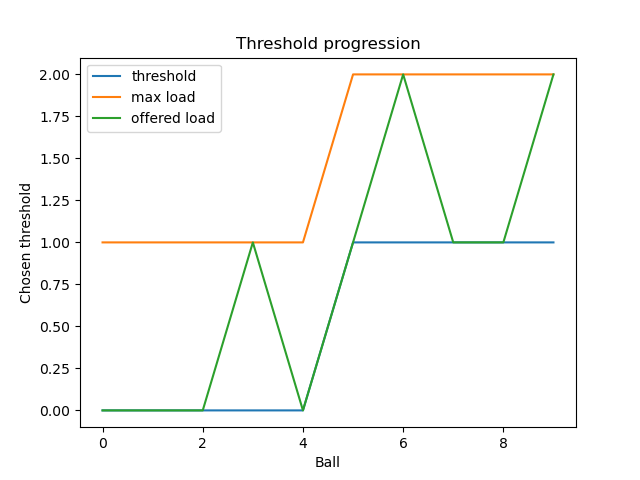 Threshold progression
threshold
max load
offered load
2.00
1.75
1.50
1.25
1.00
0.75
0.50
0.25
0.00
Chosen threshold
0 2 4 6 8
Ball